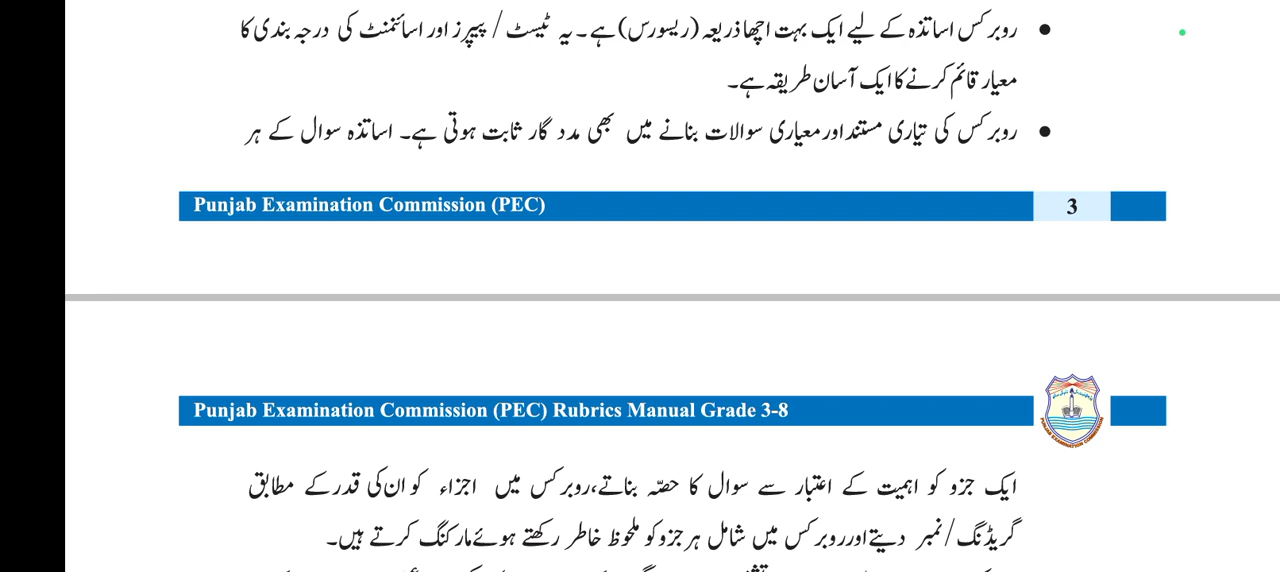 ● روبرکس اساتذہ کے لیے ایک بہت اچھا ذریعہ (ریسورس) ہے۔ یہ ٹیسٹ / پیپرز اور اسائنمنٹ کی درجہ بندی کا
معیار قائم کرنے کا ایک آسان طریقہ ہے۔
● روبرکس کی تیاری مستند اور معیاری سوالات بنانے میں بھی مدد گار ثابت ہوتی ہے۔ اساتذہ سوال کے ہر
Punjab Examination Commission (PEC) 3
Punjab Examination Commission (PEC) Rubrics Manual Grade 3-8
PUNJAB EXAMINATION COMMISSION
ایک جزو کو اہمیت کے اعتبار سے سوال کا حصّہ بناتے،روبرکس میں اجزاء کو ان کی قدر کے مطابق
گریڈنگ/نمبر دیتے اور روبرکس میں شامل ہر جزو کو ملحوظ خاطر رکھتے ہوئے مارکنگ کرتے ہیں۔